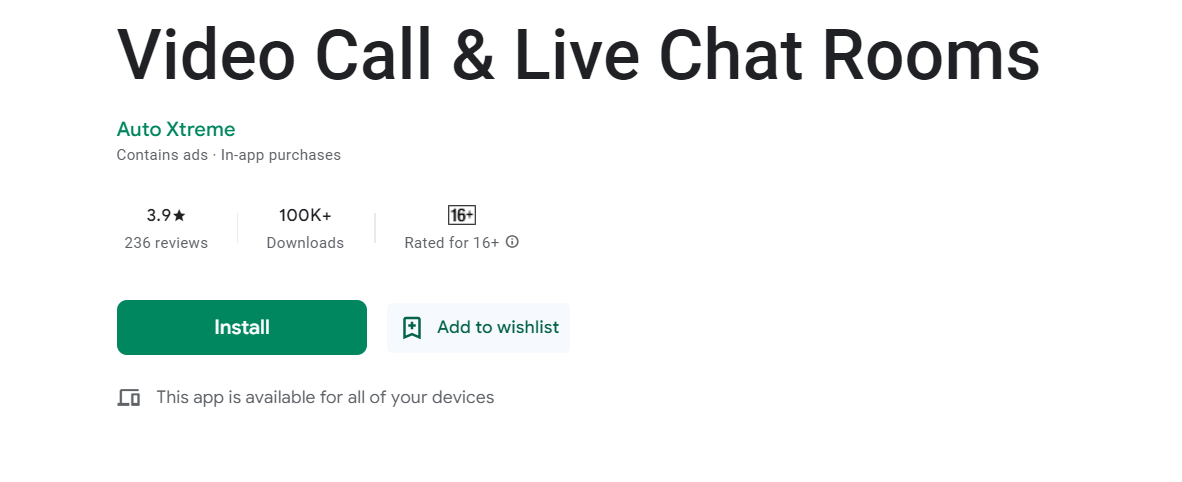 Video Call & Live Chat Rooms
Auto Xtreme
Contains ads · In-app purchases
3.9★ 100K+ 16+
236 reviews Downloads Rated for 16+
Install Add to wishlist
This app is available for all of your devices